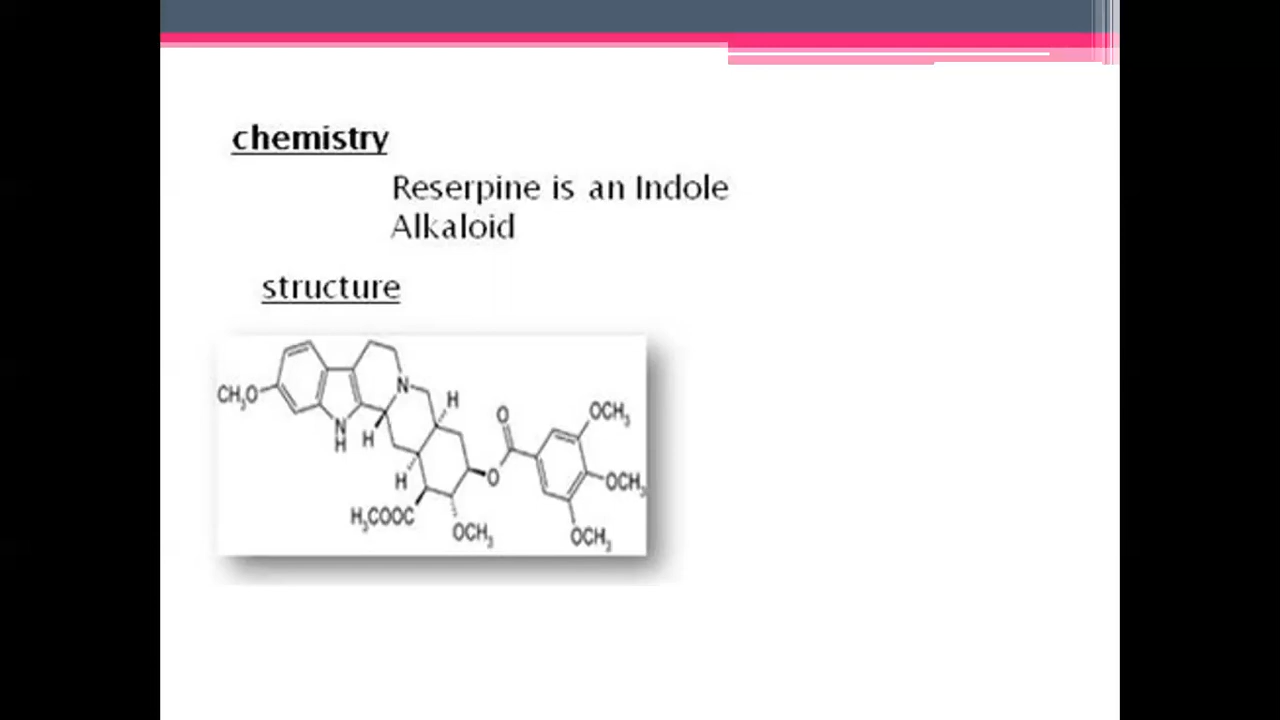 chemistry
Reserpine is an Indole
Alkaloid
structure
CH₃O
N
H
N
H
H
H
O
O
OCH₃
OCH₃
OCH₃
H₃COOC
OCH₃